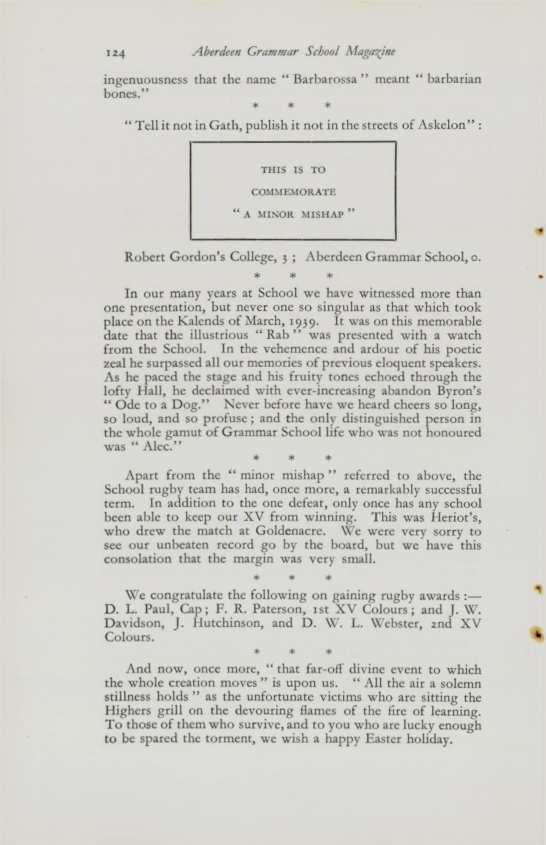 124 Aberdeen Grammar School Magazine
ingenuousness that the name “ Barbarossa ” meant “ barbarian
bones.”
* * *
“ Tell it not in Gath, publish it not in the streets of Askelon ” :
THIS IS TO
COMMEMORATE
“ A MINOR MISHAP ”
Robert Gordon's College, 3 ; Aberdeen Grammar School, 0.
* * *
In our many years at School we have witnessed more than
one presentation, but never one so singular as that which took
place on the Kalends of March, 1939. It was on this memorable
date that the illustrious “ Rab ” was presented with a watch
from the School. In the vehemence and ardour of his poetic
zeal he surpassed all our memories of previous eloquent speakers.
As he paced the stage and his fruity tones echoed through the
lofty Hall, he declaimed with ever-increasing abandon Byron's
“ Ode to a Dog.” Never before have we heard cheers so long,
so loud, and so profuse ; and the only distinguished person in
the whole gamut of Grammar School life who was not honoured
was “ Alec.”
* * *
Apart from the “ minor mishap ” referred to above, the
School rugby team has had, once more, a remarkably successful
term. In addition to the one defeat, only once has any school
been able to keep our XV from winning. This was Heriot's,
who drew the match at Goldenacre. We were very sorry to
see our unbeaten record go by the board, but we have this
consolation that the margin was very small.
* * *
We congratulate the following on gaining rugby awards :—
D. L. Paul, Cap ; F. R. Paterson, 1st XV Colours ; and J. W.
Davidson, J. Hutchinson, and D. W. L. Webster, 2nd XV
Colours.
* * *
And now, once more, “ that far-off divine event to which
the whole creation moves ” is upon us. “ All the air a solemn
stillness holds ” as the unfortunate victims who are sitting the
Highers grill on the devouring flames of the fire of learning.
To those of them who survive, and to you who are lucky enough
to be spared the torment, we wish a happy Easter holiday.